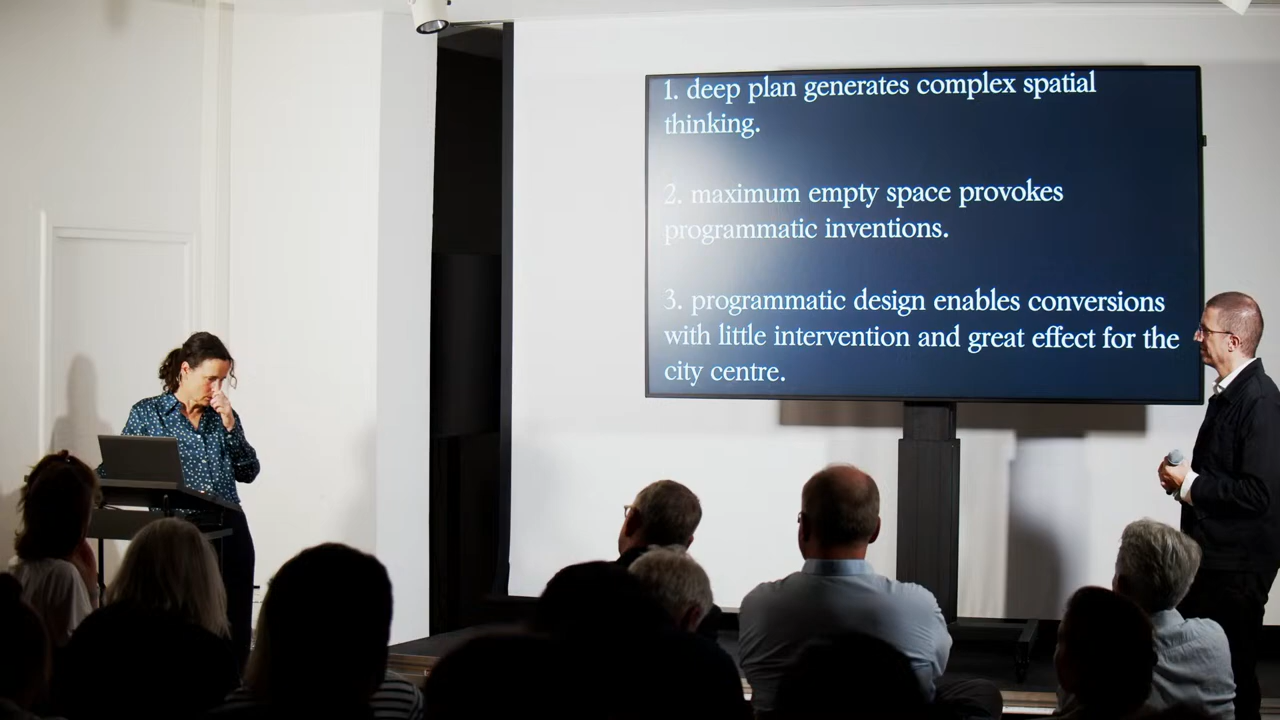 1. deep plan generates complex spatial
thinking.
2. maximum empty space provokes
programmatic inventions.
3. programmatic design enables conversions
with little intervention and great effect for the
city centre.